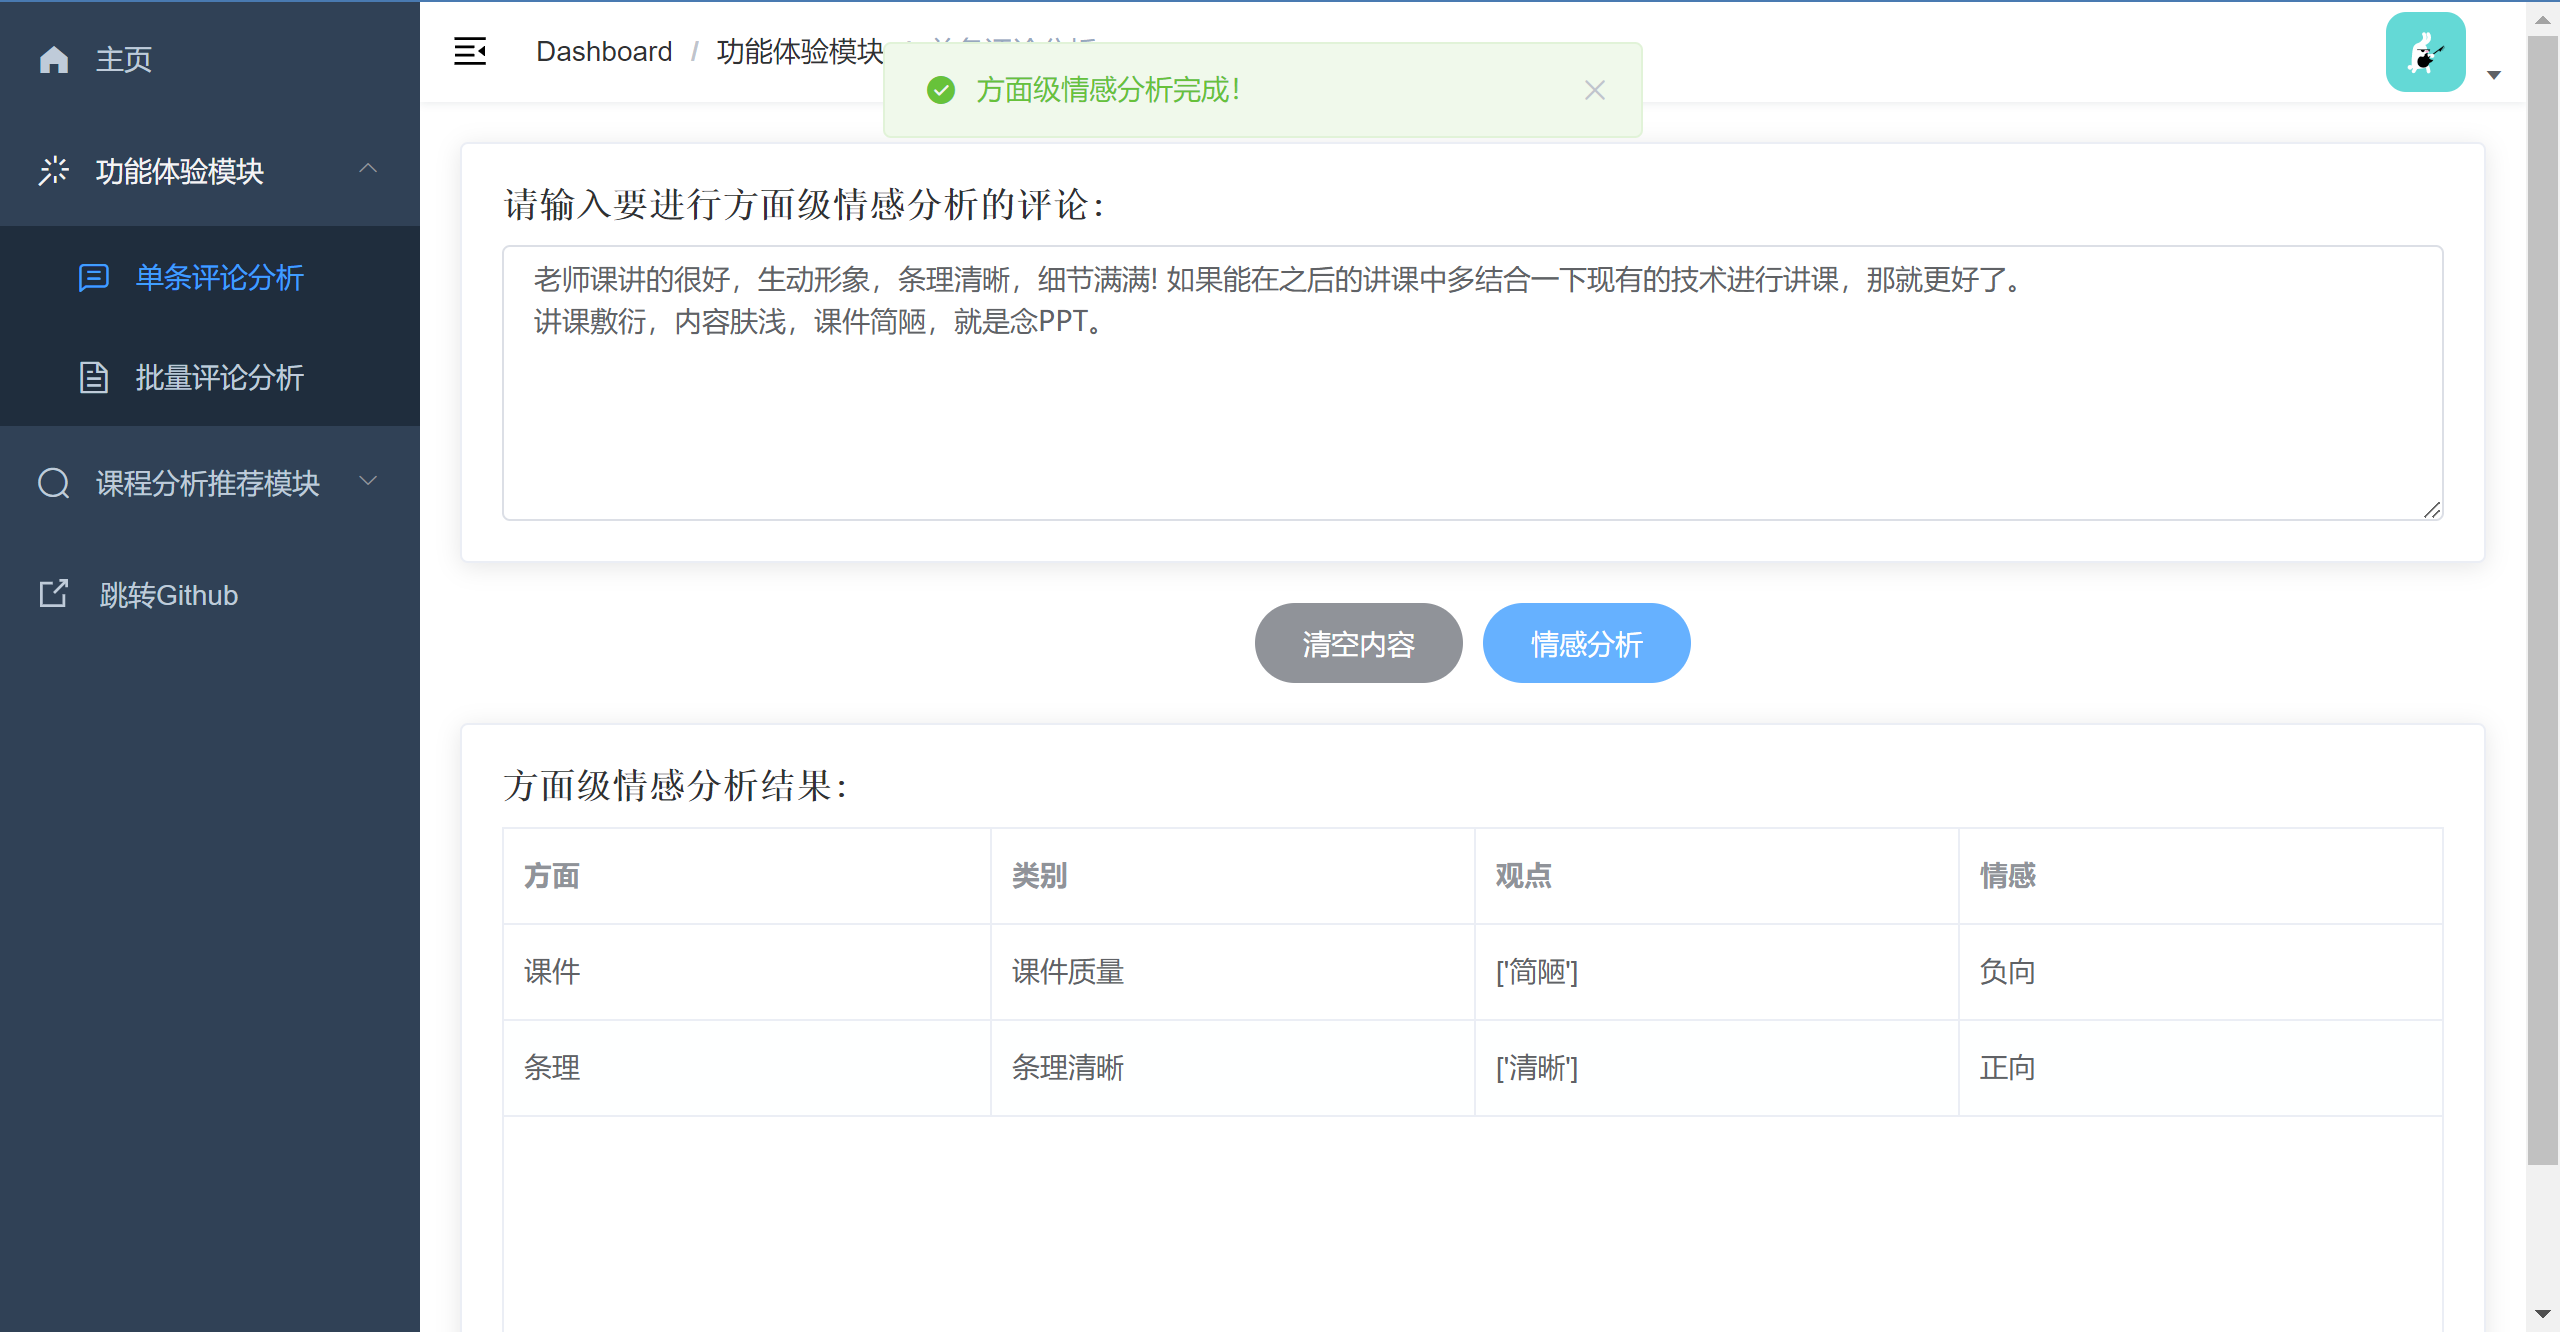 主页
功能体验模块
单条评论分析
批量评论分析
课程分析推荐模块
跳转Github
Dashboard / 功能体验模块 / 单条评论分析
方面级情感分析完成！
请输入要进行方面级情感分析的评论：
老师课讲的很好，生动形象，条理清晰，细节满满！如果能在之后的讲课中多结合一下现有的技术进行讲课，那就更好了。
讲课敷衍，内容肤浅，课件简陋，就是念PPT。
清空内容
情感分析
方面级情感分析结果：
方面 类别 观点 情感
课件 课件质量 ['简陋'] 负向
条理 条理清晰 ['清晰'] 正向